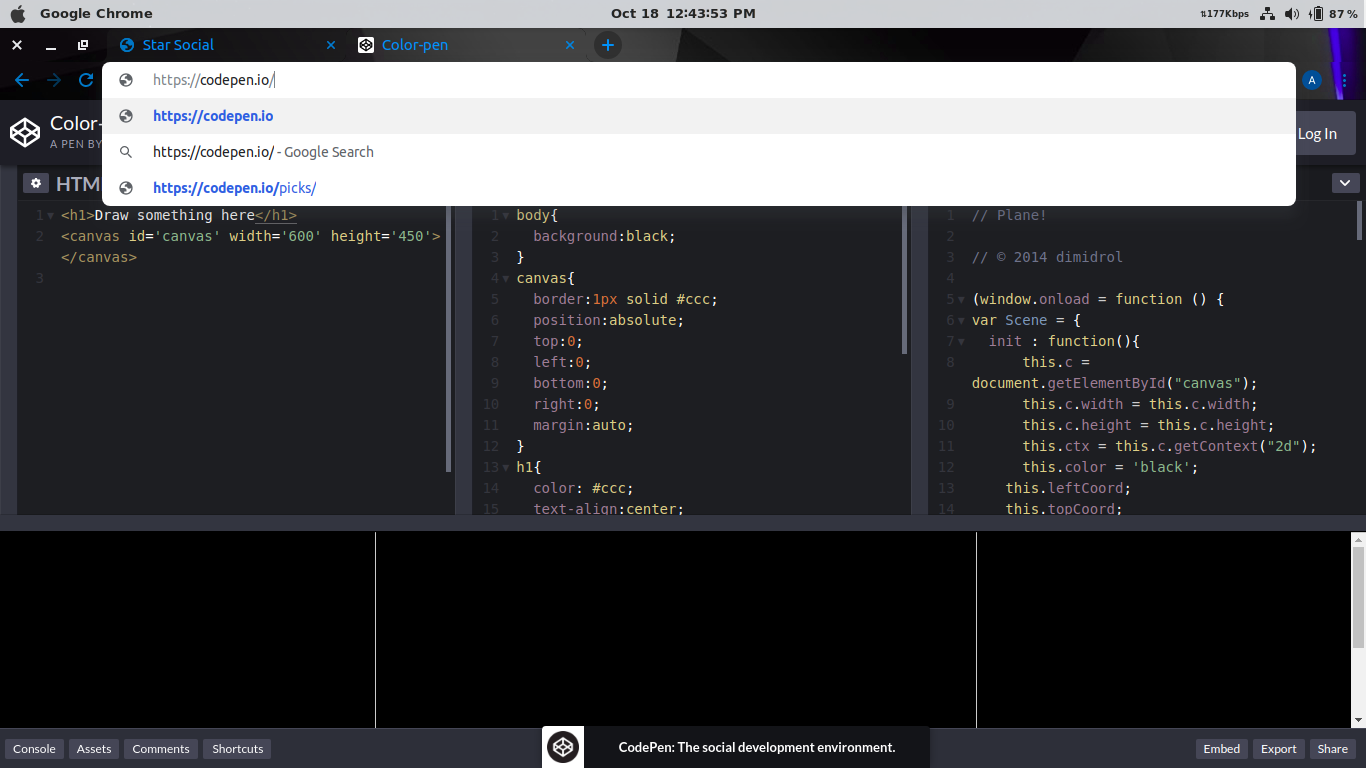 Google Chrome
Oct 18 12:43:53 PM
177Kbps
87 %
Star Social
Color-pen
https://codepen.io/
A
https://codepen.io
https://codepen.io/ - Google Search
https://codepen.io/picks/
Color-
A PEN BY
Log In
HTM
1 <h1>Draw something here</h1>
2 <canvas id='canvas' width='600' height='450'>
</canvas>
3
1 body{
2 background:black;
3 }
4 canvas{
5 border:1px solid #ccc;
6 position:absolute;
7 top:0;
8 left:0;
9 bottom:0;
10 right:0;
11 margin:auto;
12 }
13 h1{
14 color: #ccc;
15 text-align:center;
1 // Plane!
2
3 // © 2014 dimidrol
4
5 (window.onload = function () {
6 var Scene = {
7 init : function(){
8 this.c =
document.getElementById("canvas");
9 this.c.width = this.c.width;
10 this.c.height = this.c.height;
11 this.ctx = this.c.getContext("2d");
12 this.color = 'black';
13 this.leftCoord;
14 this.topCoord;
Console
Assets
Comments
Shortcuts
CodePen: The social development environment.
Embed
Export
Share